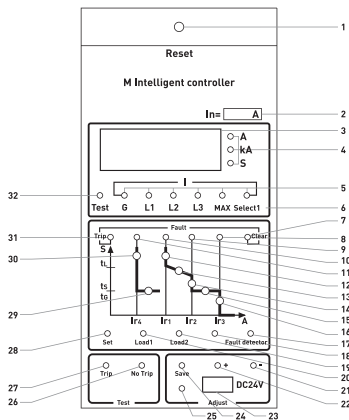 1
Reset
M Intelligent controller
In= A 2
A 3
kA 4
S
I 5
32 Test G L1 L2 L3 MAX Select1 6
7
Fault
31 Trip Clear 8
9
30 S 10
11
tL 12
13
14
tS 15
29 tG 16
Ir4 Ir1 Ir2 Ir3 A 17
28 Set Load1 Load2 Fault detector 18
19
20
27 Trip No Trip Save + - 21
26 DC24V 22
Test Adjust
25 24 23